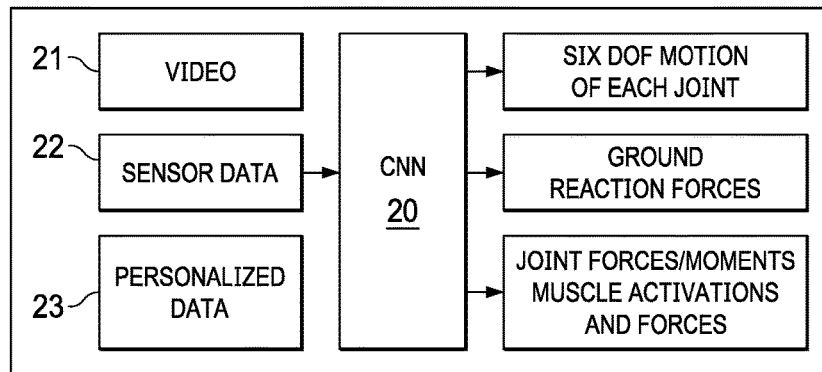 21
VIDEO
22
SENSOR DATA
23
PERSONALIZED
DATA
CNN
20
SIX DOF MOTION
OF EACH JOINT
GROUND
REACTION FORCES
JOINT FORCES/MOMENTS
MUSCLE ACTIVATIONS
AND FORCES